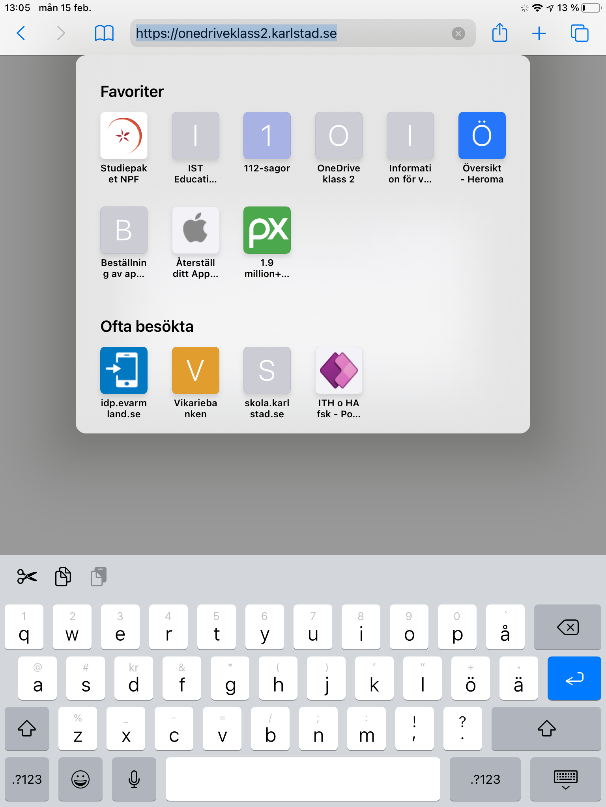 13:05 mån 15 feb. 13 %
https://onedriveklass2.karlstad.se
Favoriter
I 1 O I Ö
Studiepak IST 112-sagor OneDrive Informati Översikt
et NPF Educati... klass 2 on för v... - Heroma
B px
Beställnin Återställ 1.9
g av ap... ditt App... million+...
Ofta besökta
V S
idp.evarm Vikarieba skola.karl ITH o HA
land.se nken stad.se fsk - Po...
1 2 3 4 5 6 7 8 9 0
q w e r t y u i o p å
@ # kr & * ( ) ' " +
a s d f g h j k l ö ä
% _ - = / ; : ! ?
z x c v b n m , .
.?123 .?123